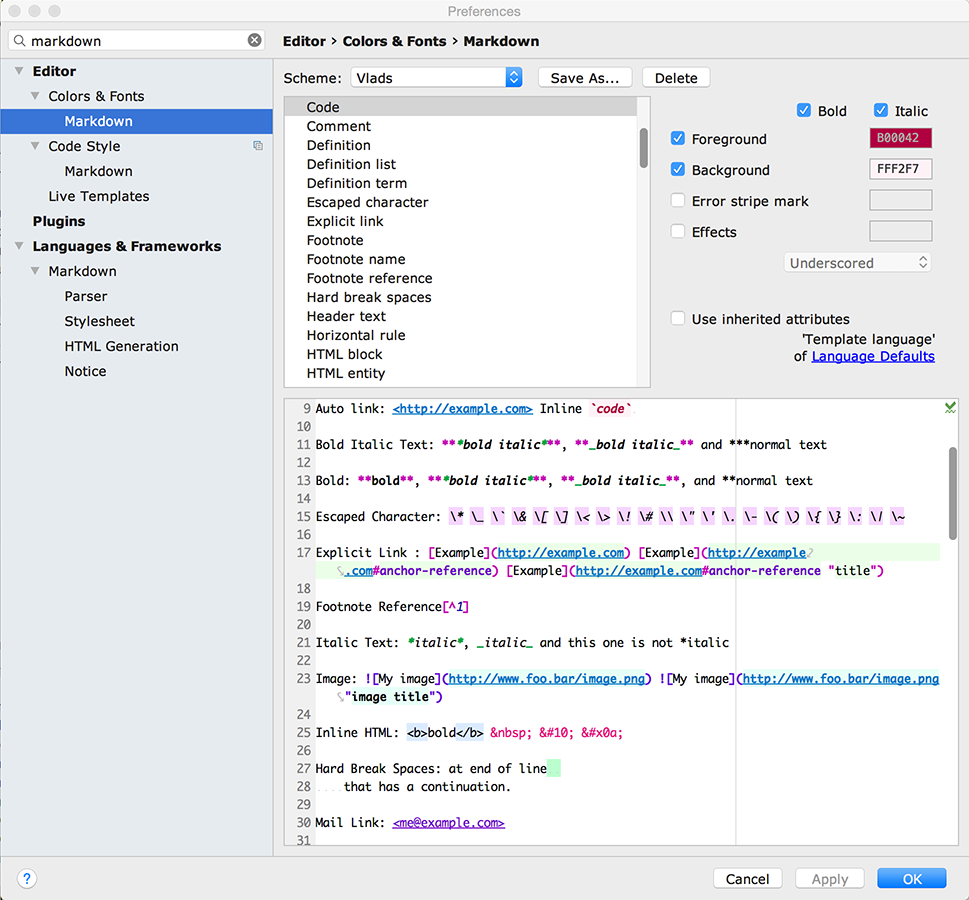 Preferences
markdown
Editor › Colors & Fonts › Markdown
Editor
Colors & Fonts
Markdown
Code Style
Markdown
Live Templates
Plugins
Languages & Frameworks
Markdown
Parser
Stylesheet
HTML Generation
Notice
Scheme: Vlads Save As... Delete
Code
Comment
Definition
Definition list
Definition term
Escaped character
Explicit link
Footnote
Footnote name
Footnote reference
Hard break spaces
Header text
Horizontal rule
HTML block
HTML entity
Bold Italic
Foreground B00042
Background FFF2F7
Error stripe mark
Effects
Underscored
Use inherited attributes
'Template language'
of Language Defaults
9 Auto link: <http://example.com> Inline `code`
10
11 Bold Italic Text: ***bold italic***, **_bold italic_** and ***normal text
12
13 Bold: **bold**, ***bold italic***, **_bold italic_**, and **normal text
14
15 Escaped Character: \* \_ \` \& \[ \] \< \> \! \# \\ \" \' \. \- \( \) \{ \} \: \| \~
16
17 Explicit Link : [Example](http://example.com) [Example](http://example
.com#anchor-reference) [Example](http://example.com#anchor-reference "title")
18
19 Footnote Reference[^1]
20
21 Italic Text: *italic*, _italic_ and this one is not *italic
22
23 Image: ![My image](http://www.foo.bar/image.png) ![My image](http://www.foo.bar/image.png
"image title")
24
25 Inline HTML: <b>bold</b> &nbsp; &#10; &#x0a;
26
27 Hard Break Spaces: at end of line
28 that has a continuation.
29
30 Mail Link: <me@example.com>
31
? Cancel Apply OK